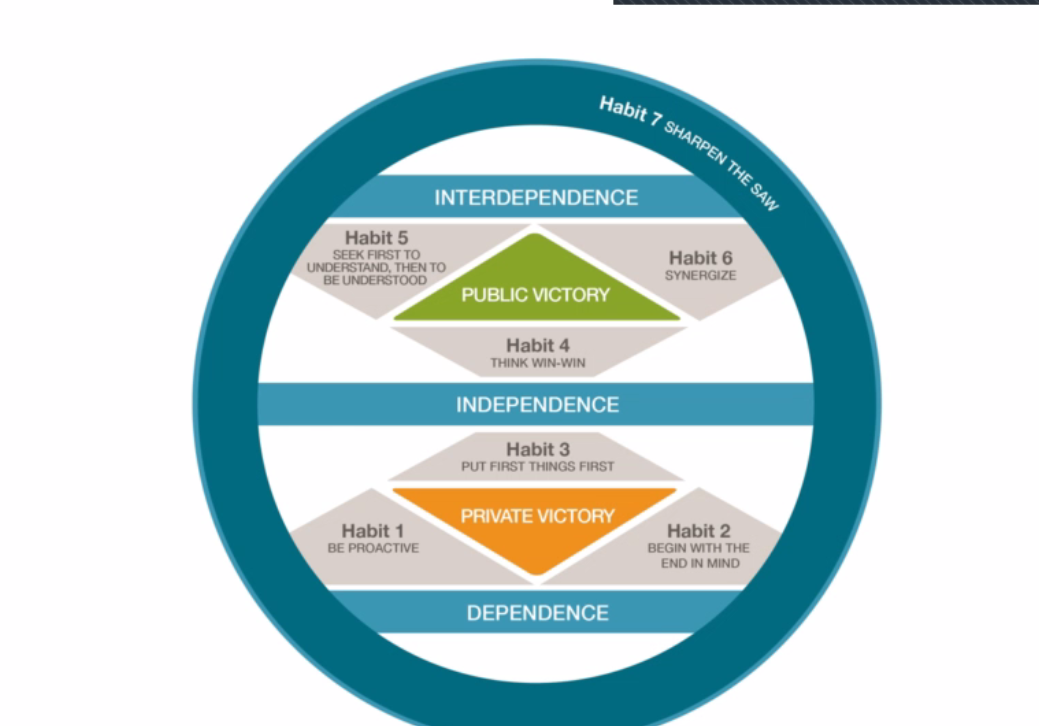 Habit 7 SHARPEN THE SAW
INTERDEPENDENCE
Habit 5
SEEK FIRST TO
UNDERSTAND, THEN TO
BE UNDERSTOOD
Habit 6
SYNERGIZE
PUBLIC VICTORY
Habit 4
THINK WIN-WIN
INDEPENDENCE
Habit 3
PUT FIRST THINGS FIRST
PRIVATE VICTORY
Habit 1
BE PROACTIVE
Habit 2
BEGIN WITH THE
END IN MIND
DEPENDENCE